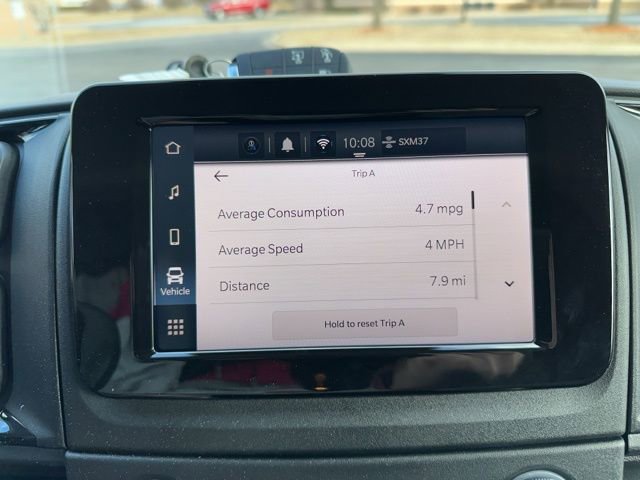 10:08 SXM37
Trip A
Average Consumption 4.7 mpg
Average Speed 4 MPH
Distance 7.9 mi
Vehicle
Hold to reset Trip A